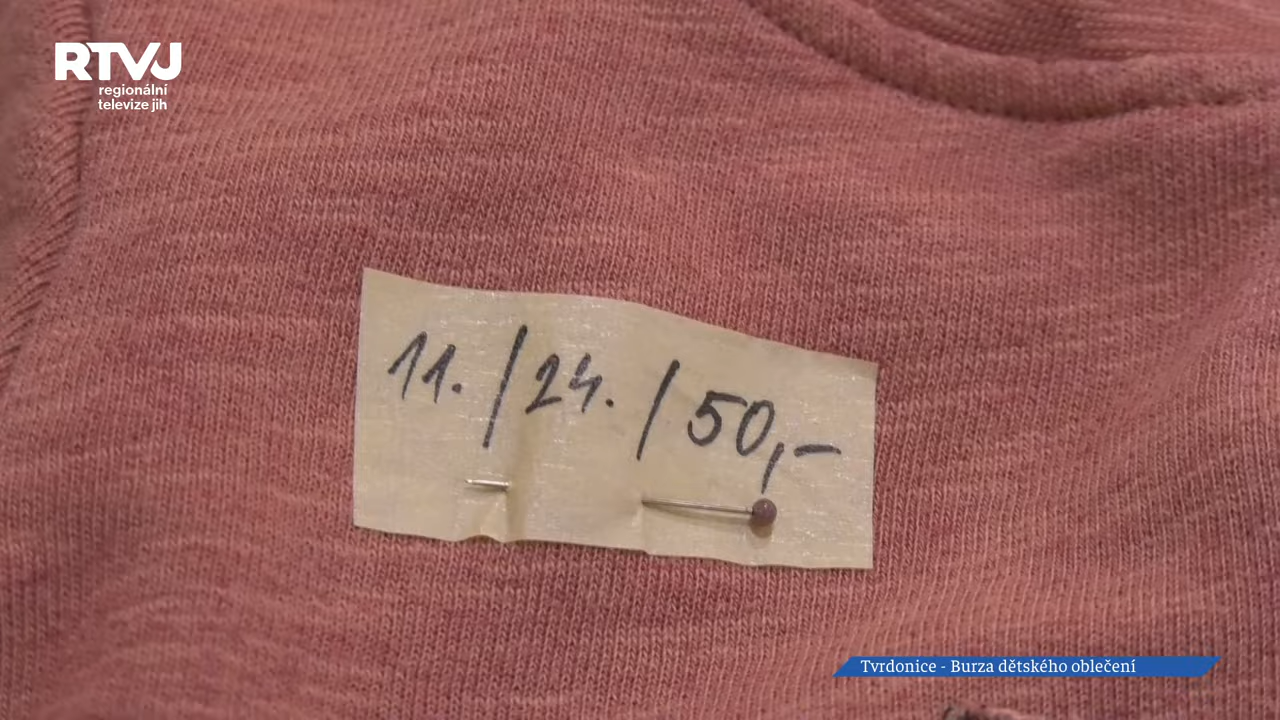 RTVJ
regionální
televize jih
11. / 24. / 50,-
Tvrdonice - Burza dětského oblečení